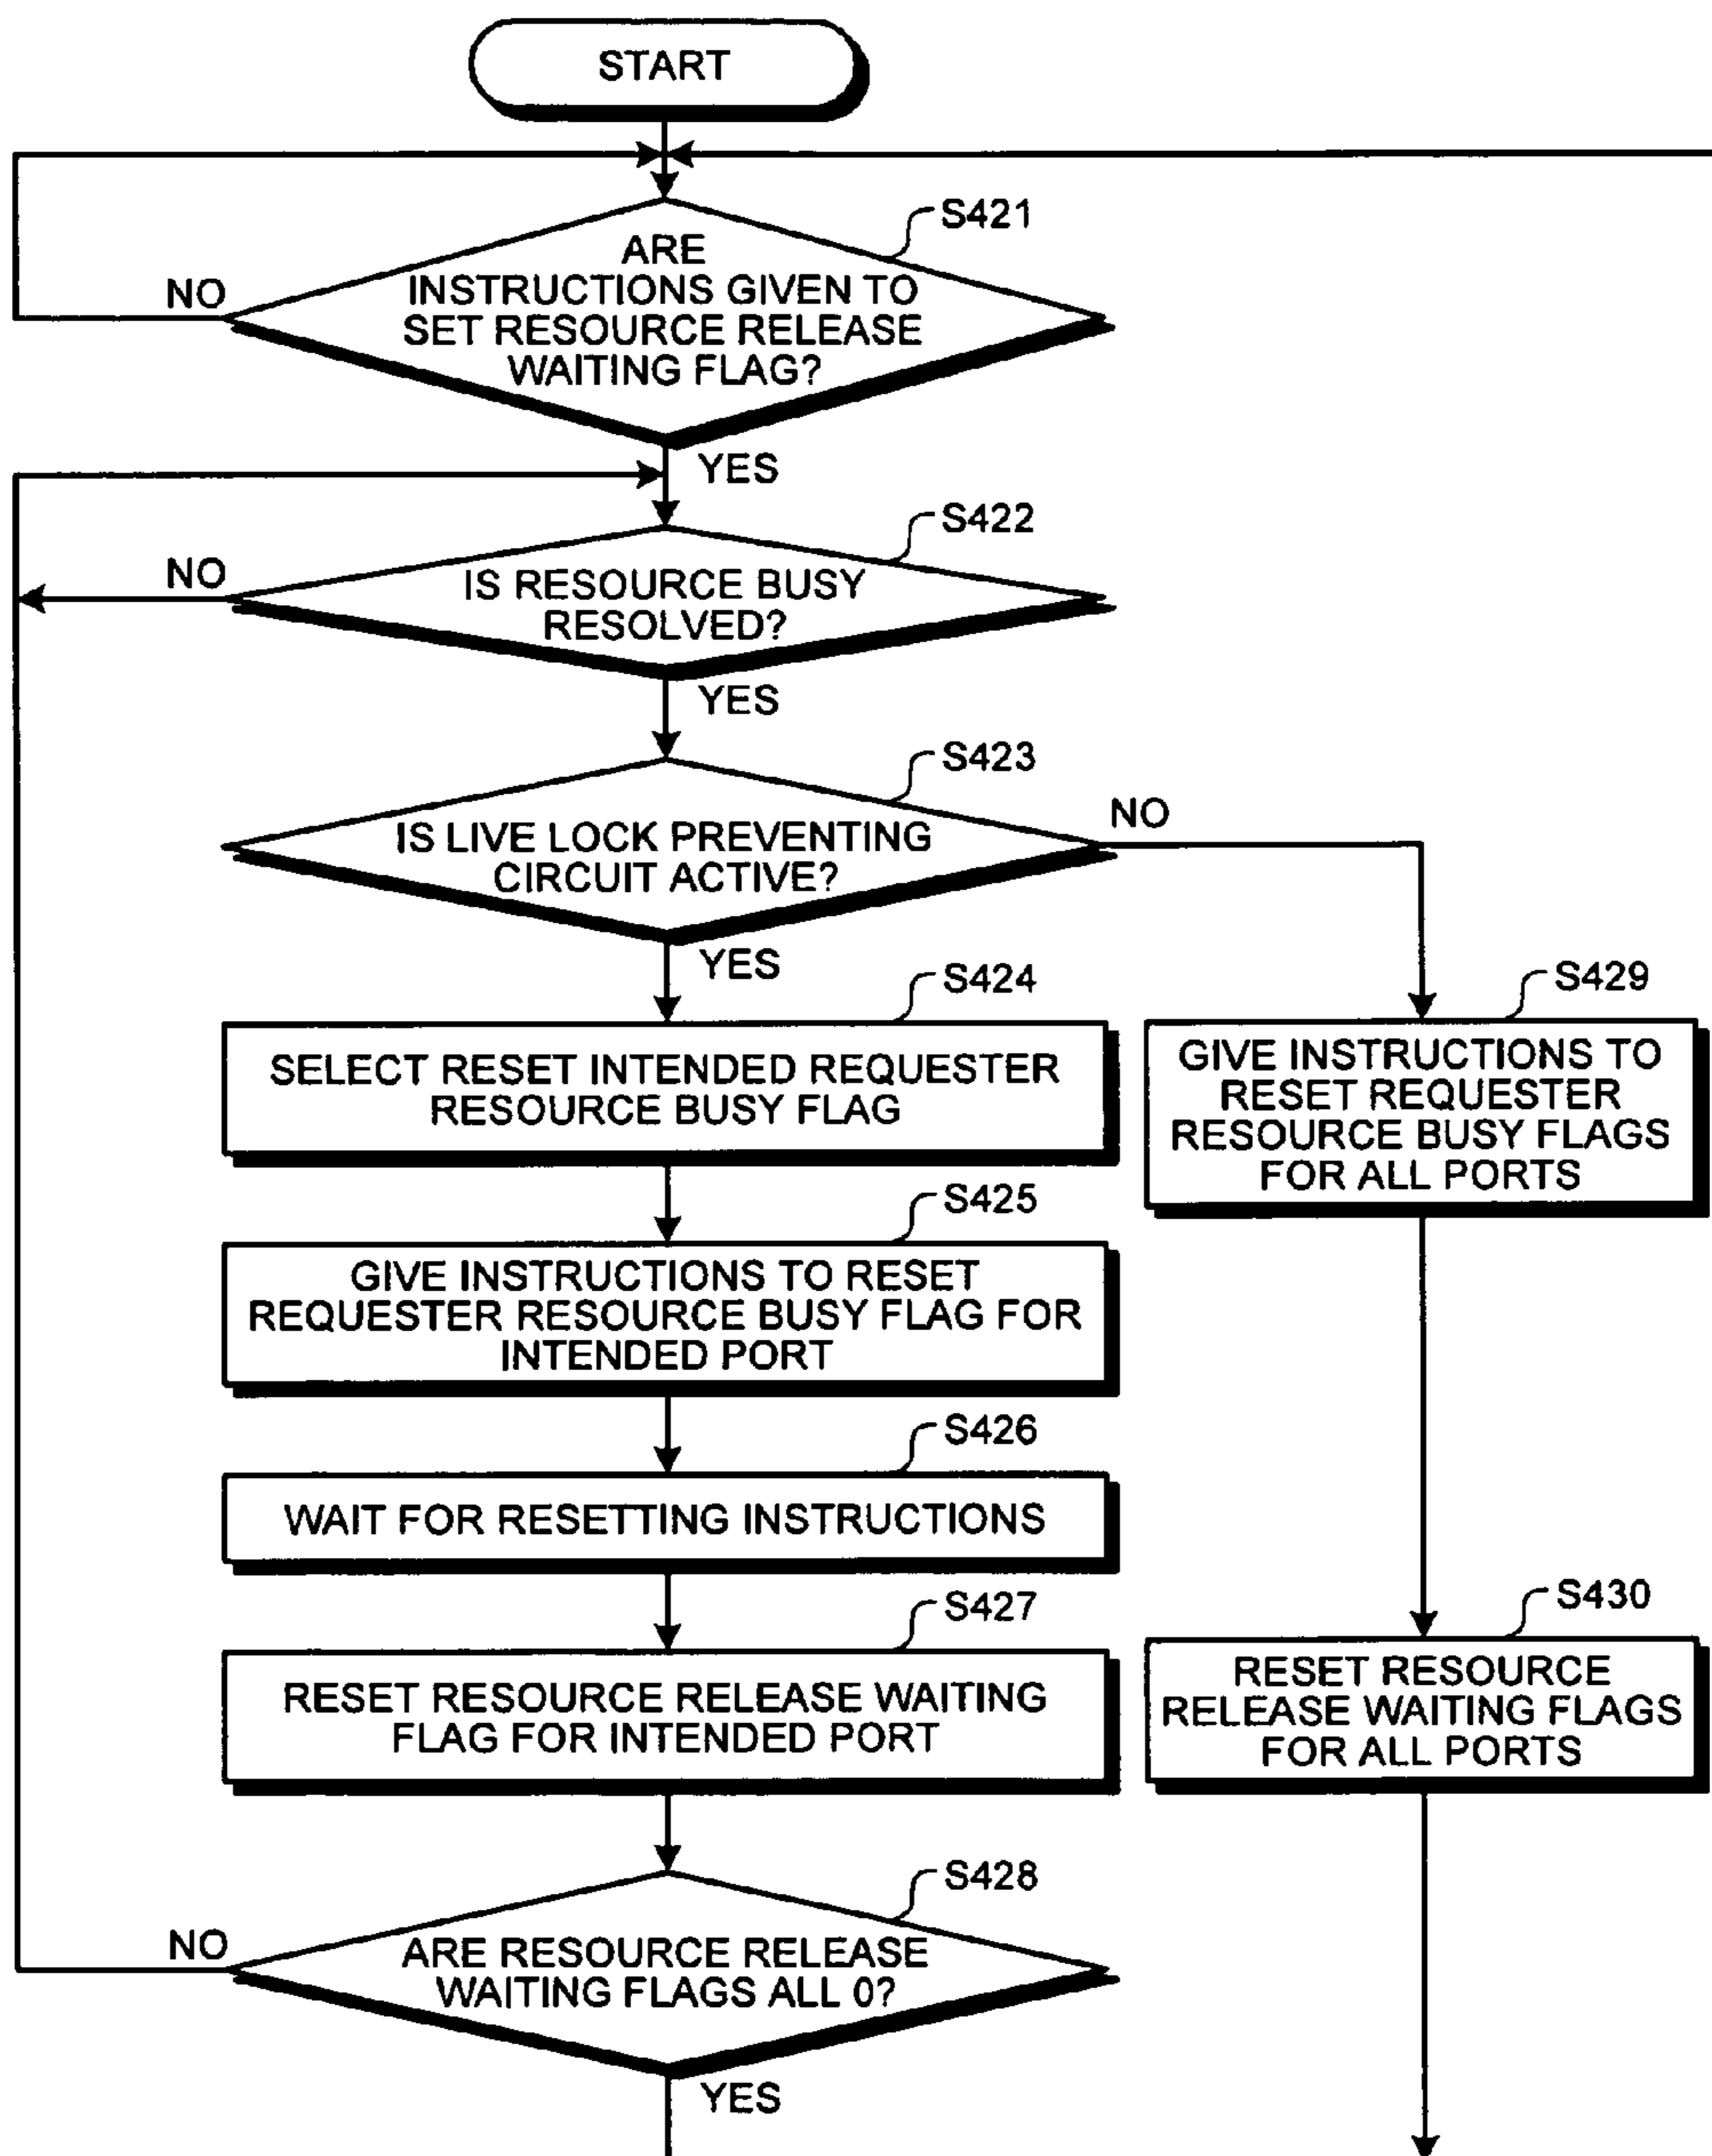 START
S421
ARE
INSTRUCTIONS GIVEN TO
SET RESOURCE RELEASE
WAITING FLAG?
NO
YES
S422
IS RESOURCE BUSY
RESOLVED?
NO
YES
S423
IS LIVE LOCK PREVENTING
CIRCUIT ACTIVE?
NO
YES
S424
SELECT RESET INTENDED REQUESTER
RESOURCE BUSY FLAG
S429
GIVE INSTRUCTIONS TO
RESET REQUESTER
RESOURCE BUSY FLAGS
FOR ALL PORTS
S425
GIVE INSTRUCTIONS TO RESET
REQUESTER RESOURCE BUSY FLAG FOR
INTENDED PORT
S426
WAIT FOR RESETTING INSTRUCTIONS
S427
RESET RESOURCE RELEASE WAITING
FLAG FOR INTENDED PORT
S430
RESET RESOURCE
RELEASE WAITING FLAGS
FOR ALL PORTS
S428
ARE RESOURCE RELEASE
WAITING FLAGS ALL 0?
NO
YES